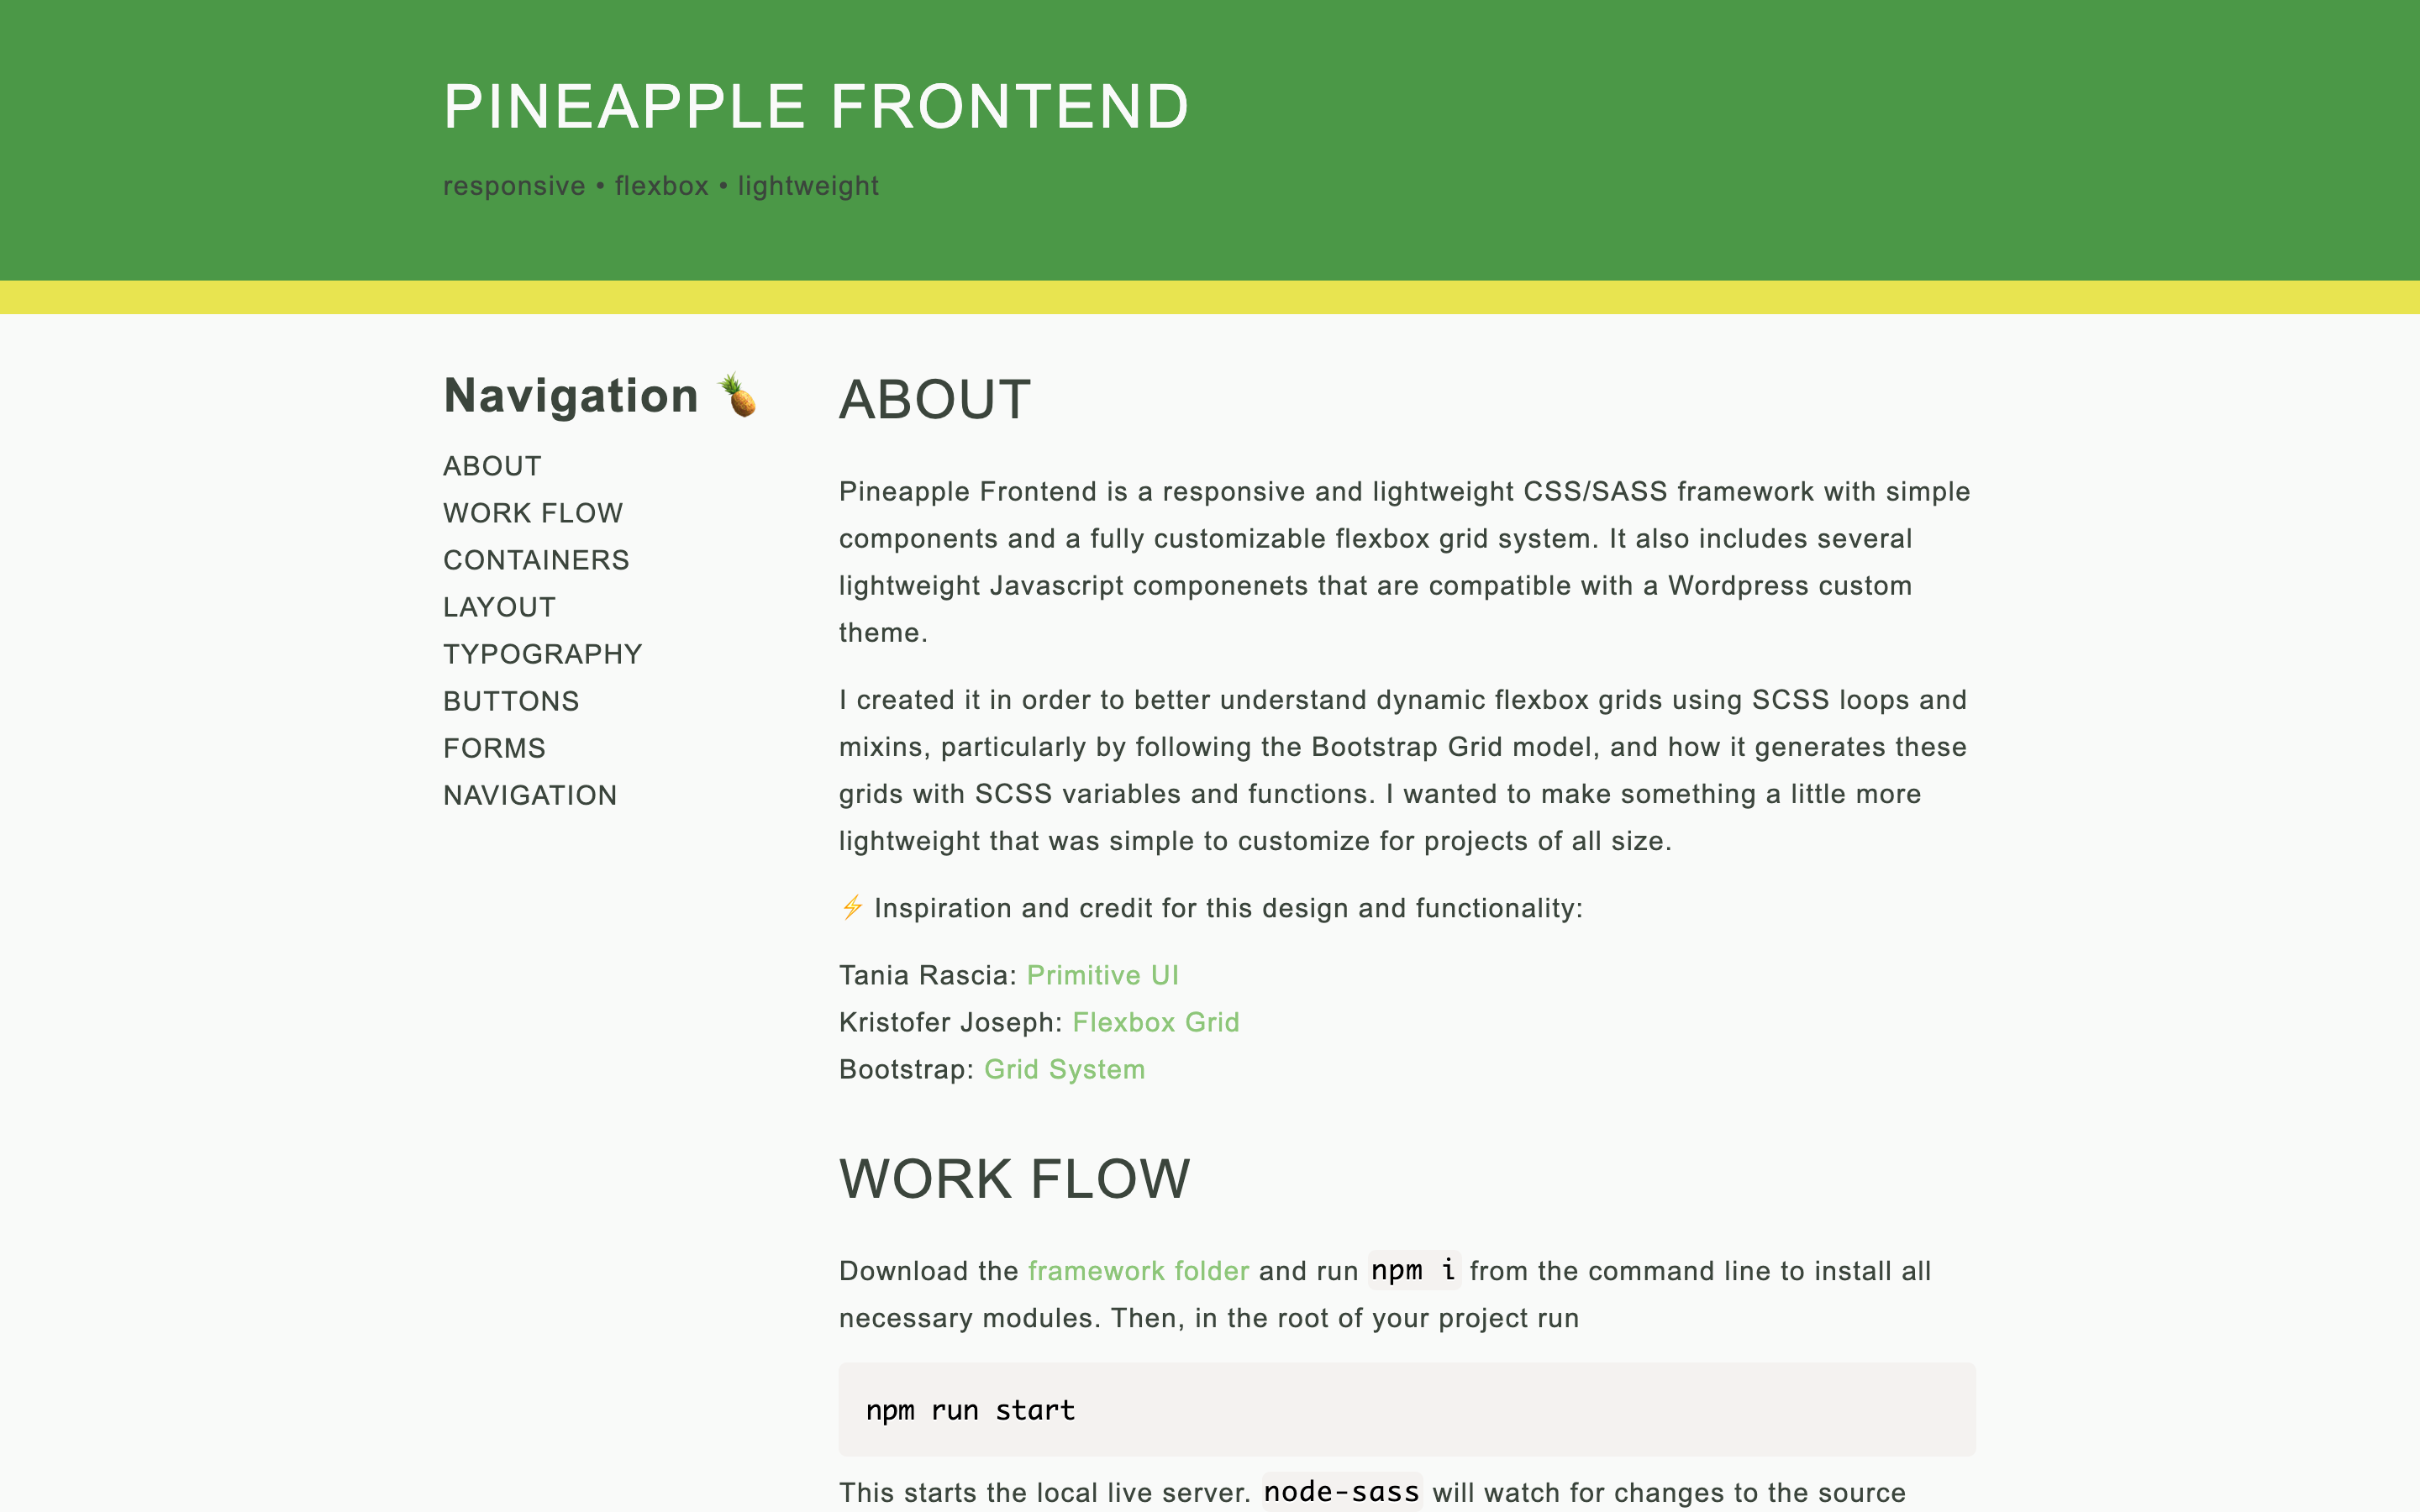 PINEAPPLE FRONTEND
responsive • flexbox • lightweight
Navigation 🍍
ABOUT
WORK FLOW
CONTAINERS
LAYOUT
TYPOGRAPHY
BUTTONS
FORMS
NAVIGATION
ABOUT
Pineapple Frontend is a responsive and lightweight CSS/SASS framework with simple
components and a fully customizable flexbox grid system. It also includes several
lightweight Javascript componenets that are compatible with a Wordpress custom
theme.
I created it in order to better understand dynamic flexbox grids using SCSS loops and
mixins, particularly by following the Bootstrap Grid model, and how it generates these
grids with SCSS variables and functions. I wanted to make something a little more
lightweight that was simple to customize for projects of all size.
⚡ Inspiration and credit for this design and functionality:
Tania Rascia: Primitive UI
Kristofer Joseph: Flexbox Grid
Bootstrap: Grid System
WORK FLOW
Download the framework folder and run npm i from the command line to install all
necessary modules. Then, in the root of your project run
npm run start
This starts the local live server. node-sass will watch for changes to the source